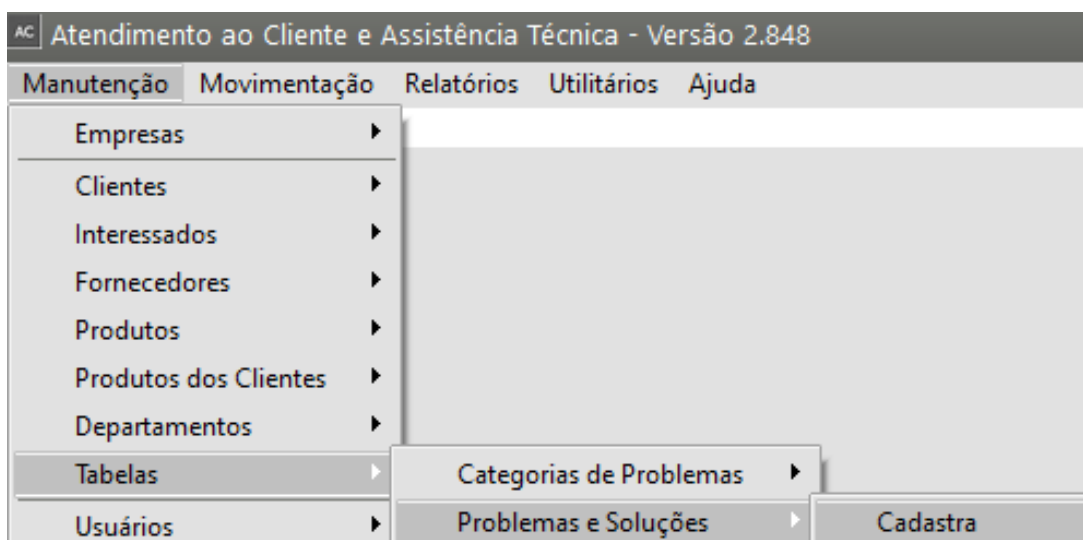 AC Atendimento ao Cliente e Assistência Técnica - Versão 2.848
Manutenção Movimentação Relatórios Utilitários Ajuda
Empresas
Clientes
Interessados
Fornecedores
Produtos
Produtos dos Clientes
Departamentos
Tabelas Categorias de Problemas
Usuários Problemas e Soluções Cadastra